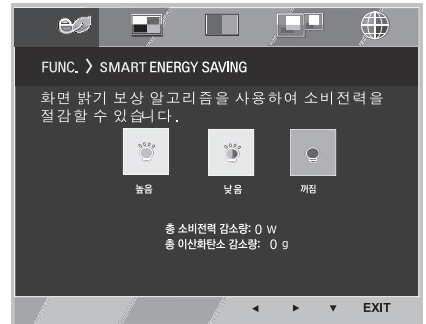 FUNC. > SMART ENERGY SAVING
화면 밝기 보상 알고리즘을 사용하여 소비전력을
절감할 수 있습니다.
높음 낮음 꺼짐
총 소비전력 감소량: 0 W
총 이산화탄소 감소량: 0 g
EXIT